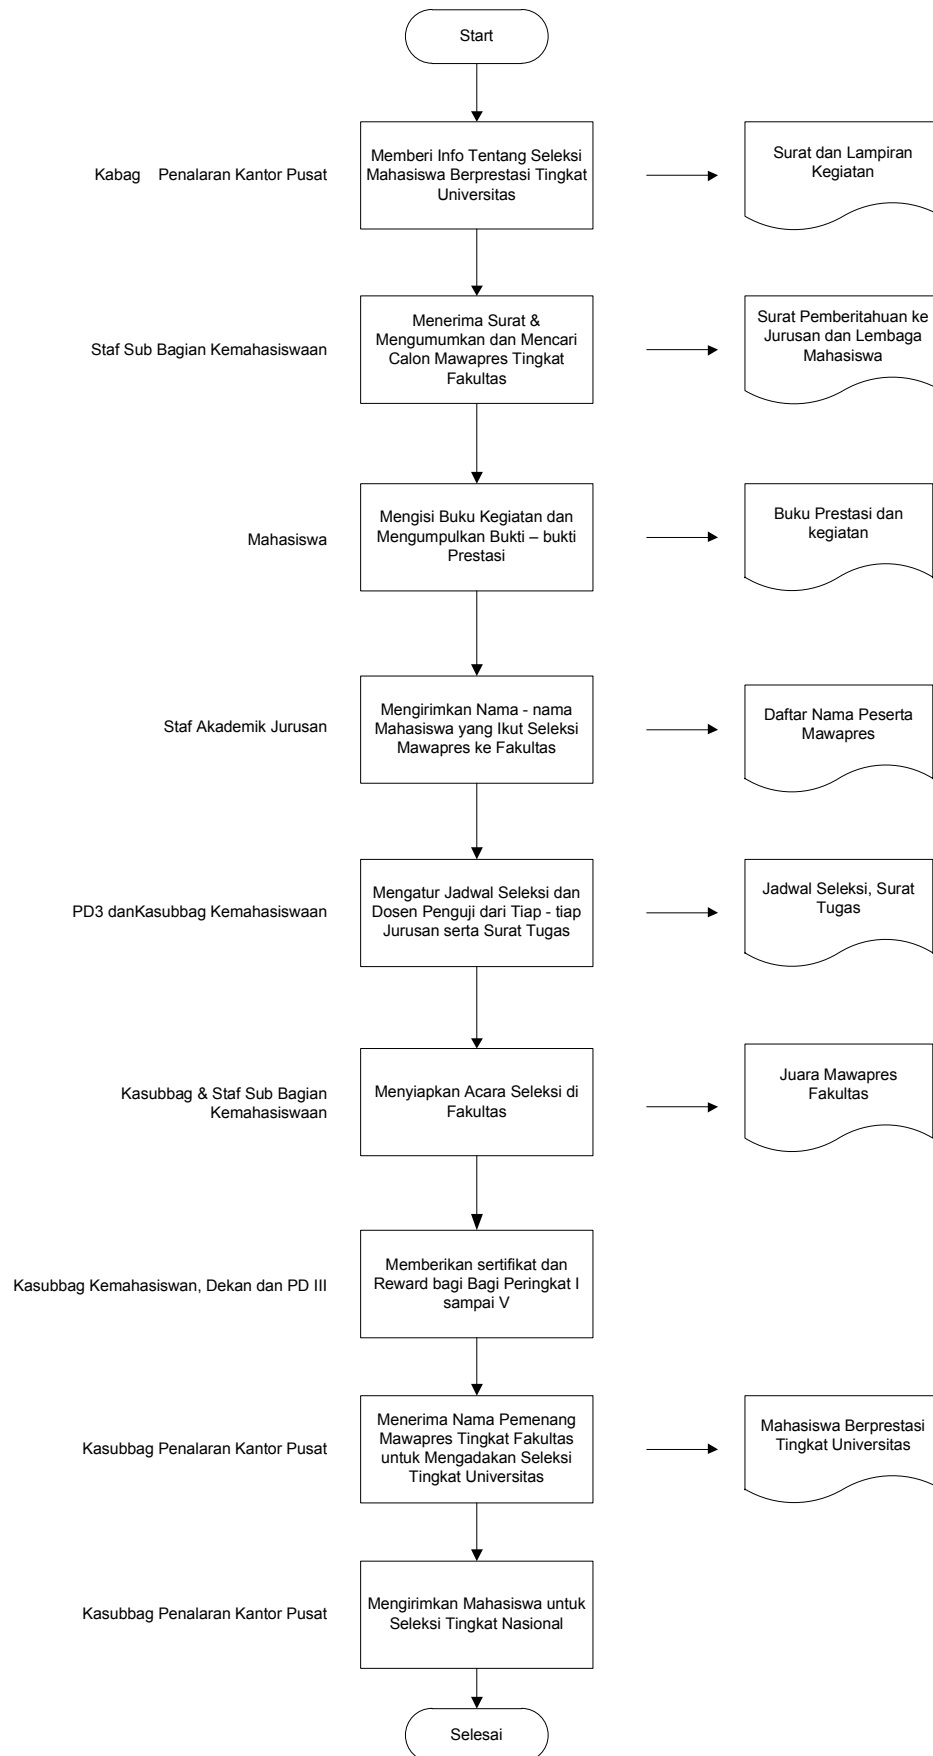 Start
Kabag    Penalaran Kantor Pusat
Memberi Info Tentang Seleksi
Mahasiswa Berprestasi Tingkat
Universitas
Surat dan Lampiran
Kegiatan
Staf Sub Bagian Kemahasiswaan
Menerima Surat &
Mengumumkan dan Mencari
Calon Mawapres Tingkat
Fakultas
Surat Pemberitahuan ke
Jurusan dan Lembaga
Mahasiswa
Mahasiswa
Mengisi Buku Kegiatan dan
Mengumpulkan Bukti – bukti
Prestasi
Buku Prestasi dan
kegiatan
Staf Akademik Jurusan
Mengirimkan Nama - nama
Mahasiswa yang Ikut Seleksi
Mawapres ke Fakultas
Daftar Nama Peserta
Mawapres
PD3 danKasubbag Kemahasiswaan
Mengatur Jadwal Seleksi dan
Dosen Penguji dari Tiap - tiap
Jurusan serta Surat Tugas
Jadwal Seleksi, Surat
Tugas
Kasubbag & Staf Sub Bagian
Kemahasiswaan
Menyiapkan Acara Seleksi di
Fakultas
Juara Mawapres
Fakultas
Kasubbag Kemahasiswan, Dekan dan PD III
Memberikan sertifikat dan
Reward bagi Bagi Peringkat I
sampai V
Kasubbag Penalaran Kantor Pusat
Menerima Nama Pemenang
Mawapres Tingkat Fakultas
untuk Mengadakan Seleksi
Tingkat Universitas
Mahasiswa Berprestasi
Tingkat Universitas
Kasubbag Penalaran Kantor Pusat
Mengirimkan Mahasiswa untuk
Seleksi Tingkat Nasional
Selesai